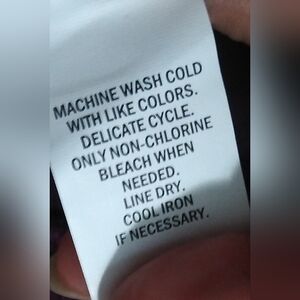 MACHINE WASH COLD
WITH LIKE COLORS.
DELICATE CYCLE.
ONLY NON-CHLORINE
BLEACH WHEN
NEEDED.
LINE DRY.
COOL IRON
IF NECESSARY.